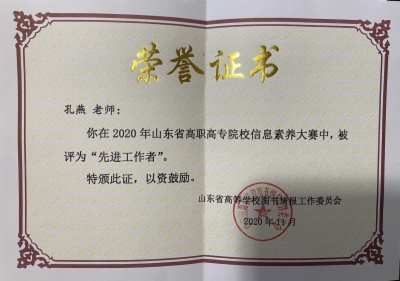 荣誉证书
孔燕 老师：
你在 2020 年山东省高职高专院校信息素养大赛中，被
评为“先进工作者”。
特颁此证，以资鼓励。
山东省高等学校图书情报工作委员会
2020 年 11 月